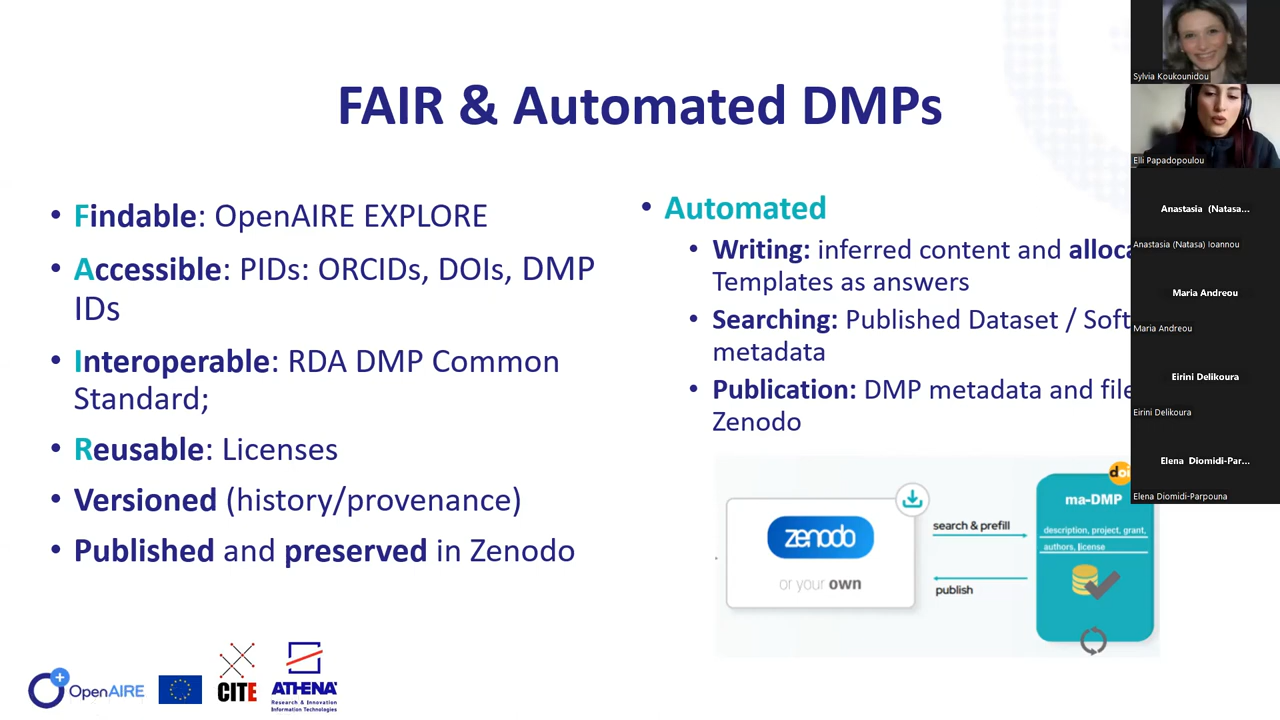 FAIR & Automated DMPs
• Findable: OpenAIRE EXPLORE
• Accessible: PIDs: ORCIDs, DOIs, DMP
IDs
• Interoperable: RDA DMP Common
Standard;
• Reusable: Licenses
• Versioned (history/provenance)
• Published and preserved in Zenodo
• Automated
• Writing: inferred content and alloca
Templates as answers
• Searching: Published Dataset / Soft
metadata
• Publication: DMP metadata and file
Zenodo
zenodo
or your own
search & prefill
publish
doi
ma-DMP
description, project, grant,
authors, license
OpenAIRE
CITE
ATHENA
Research & Innovation
Information Technologies
Sylvia Koukounidou
Elli Papadopoulou
Anastasia (Natasa...
Anastasia (Natasa) Ioannou
Maria Andreou
Maria Andreou
Eirini Delikoura
Eirini Delikoura
Elena Diomidi-Par...
Elena Diomidi-Parpouna